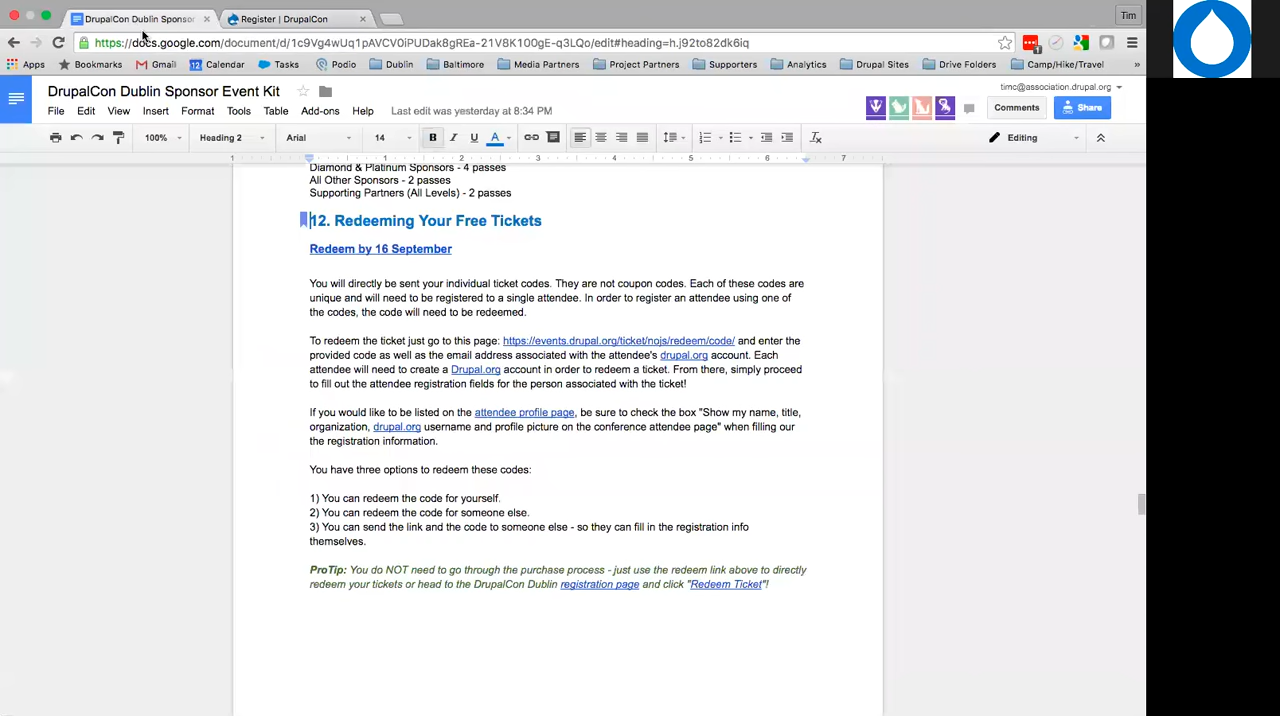 DrupalCon Dublin Sponsor
Register | DrupalCon
Tim
https://docs.google.com/document/d/1c9Vg4wUq1pAVCV0iPUDak8gREa-21V8K100gE-q3LQo/edit#heading=h.j92to82dk6iq
Apps Bookmarks Gmail 12 Calendar Tasks Podio Dublin Baltimore Media Partners Project Partners Supporters Analytics Drupal Sites Drive Folders Camp/Hike/Travel »
DrupalCon Dublin Sponsor Event Kit
timc@association.drupal.org
File Edit View Insert Format Tools Table Add-ons Help Last edit was yesterday at 8:34 PM
Comments Share
100% Heading 2 Arial 14 B I U A Editing
1 1 2 3 4 5 6 7
Diamond & Platinum Sponsors - 4 passes
All Other Sponsors - 2 passes
Supporting Partners (All Levels) - 2 passes
12. Redeeming Your Free Tickets
Redeem by 16 September
You will directly be sent your individual ticket codes. They are not coupon codes. Each of these codes are
unique and will need to be registered to a single attendee. In order to register an attendee using one of
the codes, the code will need to be redeemed.
To redeem the ticket just go to this page: https://events.drupal.org/ticket/nojs/redeem/code/ and enter the
provided code as well as the email address associated with the attendee's drupal.org account. Each
attendee will need to create a Drupal.org account in order to redeem a ticket. From there, simply proceed
to fill out the attendee registration fields for the person associated with the ticket!
If you would like to be listed on the attendee profile page, be sure to check the box "Show my name, title,
organization, drupal.org username and profile picture on the conference attendee page" when filling our
the registration information.
You have three options to redeem these codes:
1) You can redeem the code for yourself.
2) You can redeem the code for someone else.
3) You can send the link and the code to someone else - so they can fill in the registration info
themselves.
ProTip: You do NOT need to go through the purchase process - just use the redeem link above to directly
redeem your tickets or head to the DrupalCon Dublin registration page and click "Redeem Ticket"!